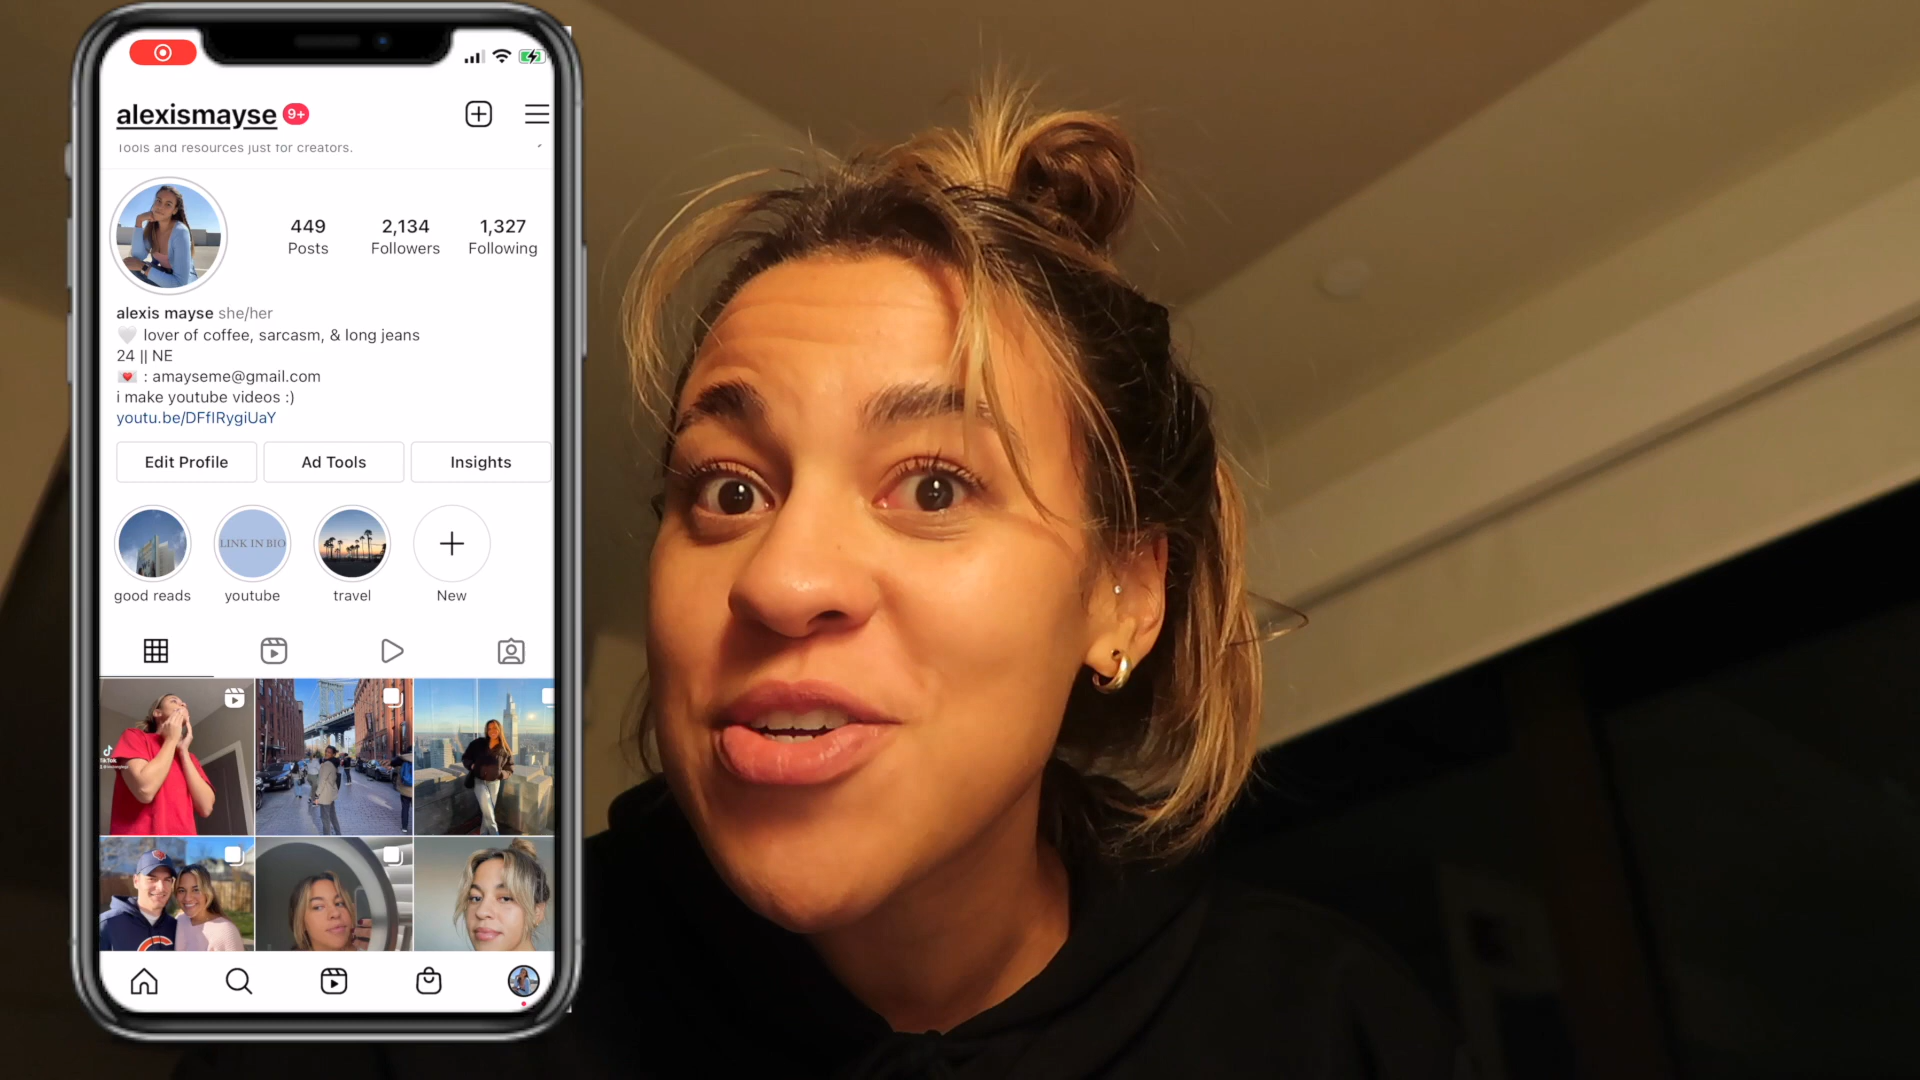 alexismayse 9+
Tools and resources just for creators.
449 2,134 1,327
Posts Followers Following
alexis mayse she/her
🤍 lover of coffee, sarcasm, & long jeans
24 || NE
💌 : amayseme@gmail.com
i make youtube videos :)
youtu.be/DFfIRygiUaY
Edit Profile Ad Tools Insights
LINK IN BIO
good reads youtube travel New
TikTok